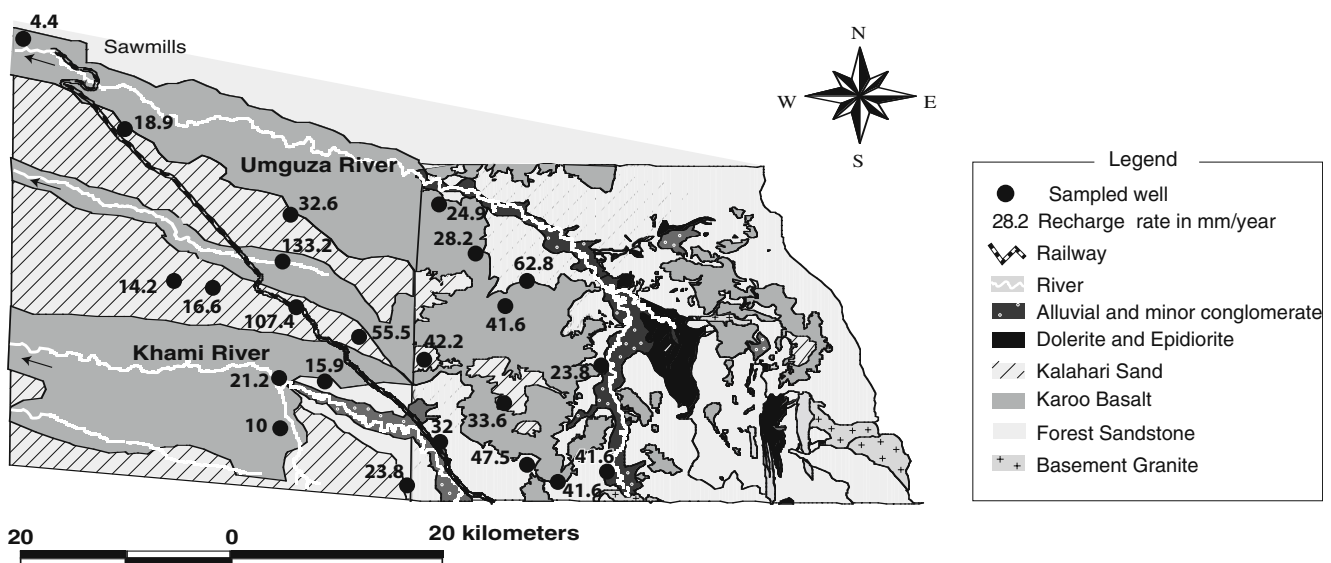 4.4
Sawmills
N
W E
S
18.9
Umguza River
Legend
Sampled well
28.2 Recharge rate in mm/year
Railway
River
Alluvial and minor conglomerate
Dolerite and Epidiorite
Kalahari Sand
Karoo Basalt
Forest Sandstone
Basement Granite
32.6
24.9
133.2
28.2
14.2
16.6
62.8
107.4
41.6
55.5
42.2
Khami River
15.9
21.2
23.8
33.6
10
32
47.5
41.6
23.8
41.6
20 0 20 kilometers